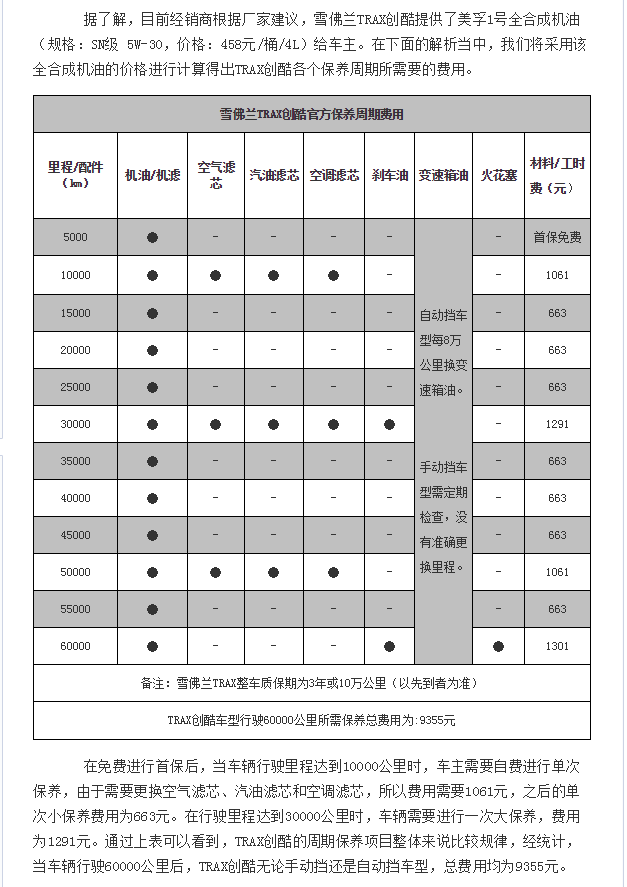 据了解，目前经销商根据厂家建议，雪佛兰TRAX创酷提供了美孚1号全合成机油
（规格：SN级 5W-30，价格：458元/桶/4L）给车主。在下面的解析当中，我们将采用该
全合成机油的价格进行计算得出TRAX创酷各个保养周期所需要的费用。
雪佛兰TRAX创酷官方保养周期费用
里程/配件（km） 机油/机滤 空气滤芯 汽油滤芯 空调滤芯 刹车油 变速箱油 火花塞 材料/工时费（元）
5000 ● - - - - - 首保免费
10000 ● ● ● ● - - 1061
15000 ● - - - - - 663
20000 ● - - - - - 663
25000 ● - - - - - 663
30000 ● ● ● ● ● - 1291
35000 ● - - - - - 663
40000 ● - - - - - 663
45000 ● - - - - - 663
50000 ● ● ● ● - - 1061
55000 ● - - - - - 663
60000 ● - - - ● ● 1301
自动挡车
型每8万
公里换变
速箱油。
手动挡车
型需定期
检查，没
有准确更
换里程。
备注：雪佛兰TRAX整车质保期为3年或10万公里（以先到者为准）
TRAX创酷车型行驶60000公里所需保养总费用为:9355元
在免费进行首保后，当车辆行驶里程达到10000公里时，车主需要自费进行单次
保养，由于需要更换空气滤芯、汽油滤芯和空调滤芯，所以费用需要1061元，之后的单
次小保养费用为663元。在行驶里程达到30000公里时，车辆需要进行一次大保养，费用
为1291元。通过上表可以看到，TRAX创酷的周期保养项目整体来说比较规律，经统计，
当车辆行驶60000公里后，TRAX创酷无论手动挡还是自动挡车型，总费用均为9355元。